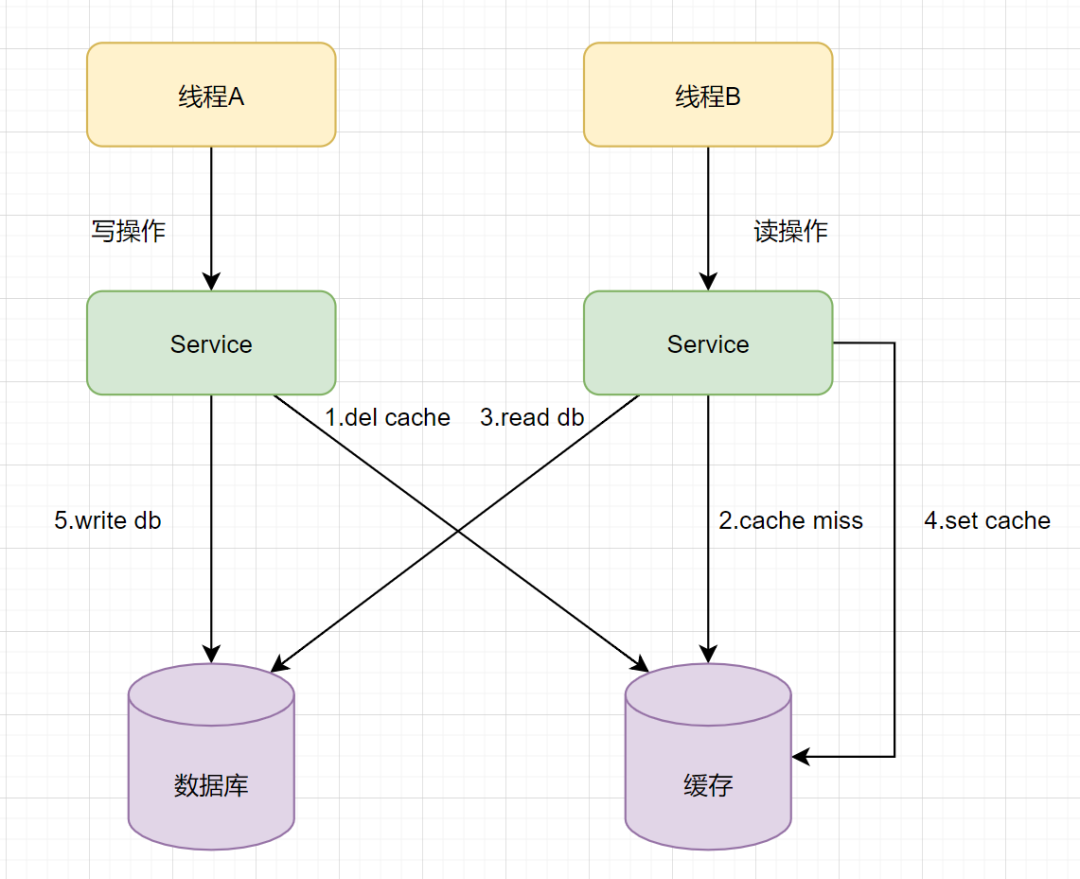 线程A
线程B
写操作
读操作
Service
Service
1.del cache
3.read db
5.write db
2.cache miss
4.set cache
数据库
缓存